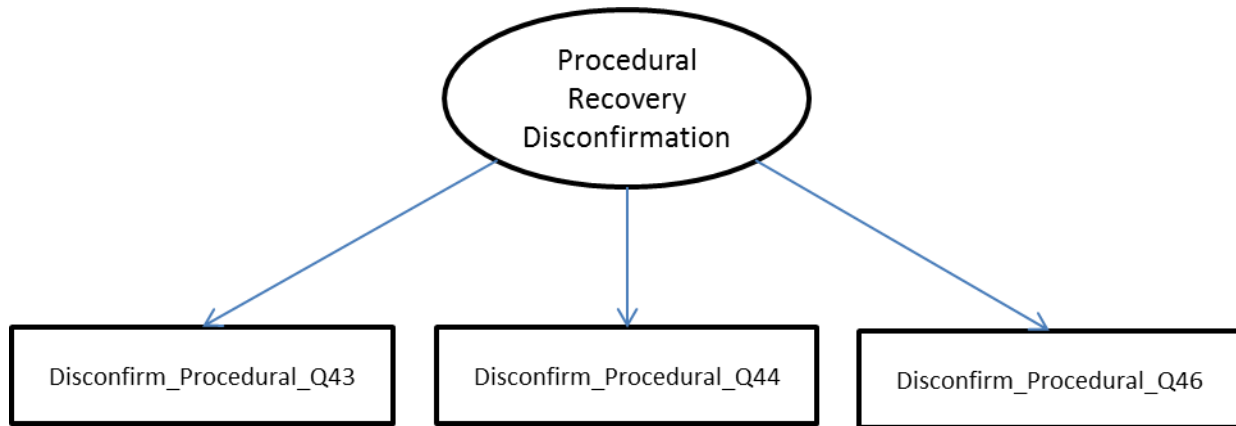 Procedural
Recovery
Disconfirmation
Disconfirm_Procedural_Q43
Disconfirm_Procedural_Q44
Disconfirm_Procedural_Q46